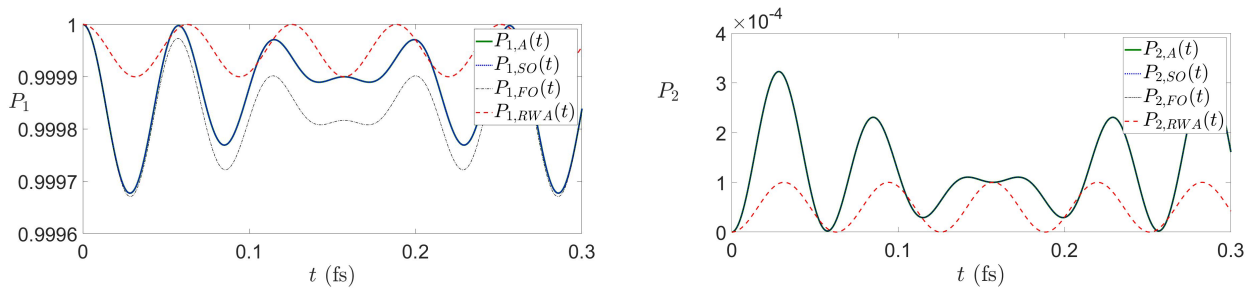 1
0.9999
0.9998
0.9997
0.9996
P₁
0
0.1
0.2
0.3
t (fs)
P₁,A(t)
P₁,SO(t)
P₁,FO(t)
P₁,RWA(t)
×10⁻⁴
4
3
2
1
0
P₂
0
0.1
0.2
0.3
t (fs)
P₂,A(t)
P₂,SO(t)
P₂,FO(t)
P₂,RWA(t)